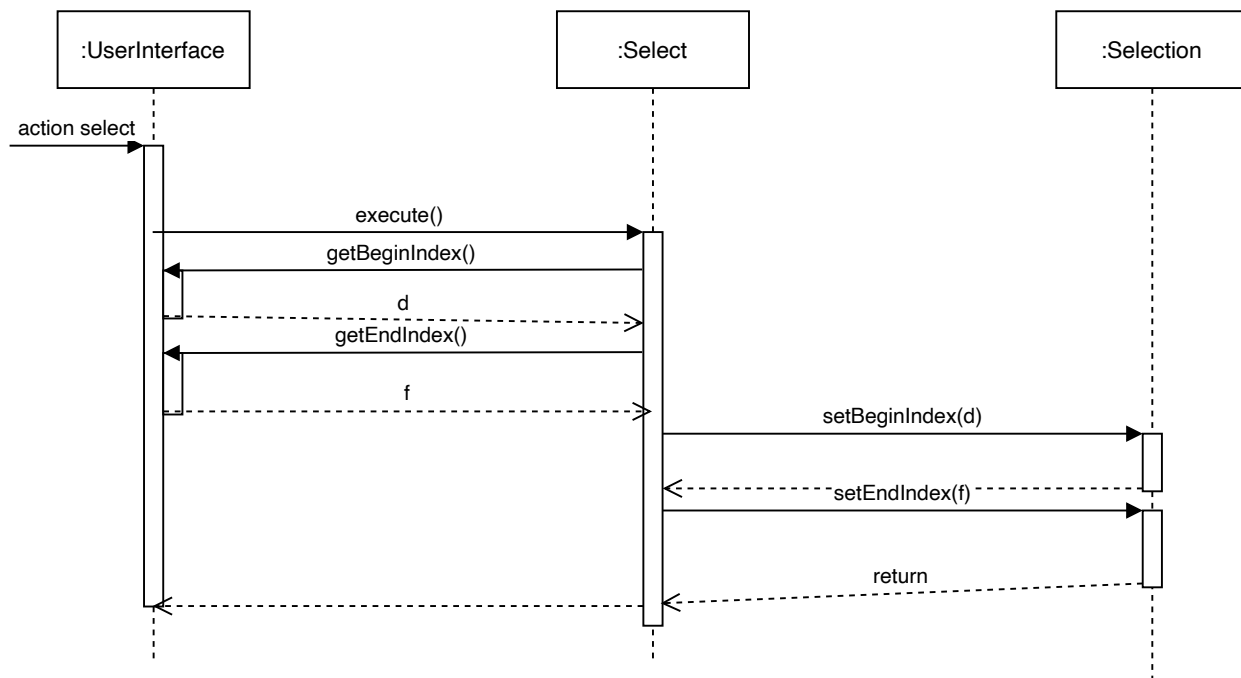 :UserInterface
:Select
:Selection
action select
execute()
getBeginIndex()
d
getEndIndex()
f
setBeginIndex(d)
setEndIndex(f)
return